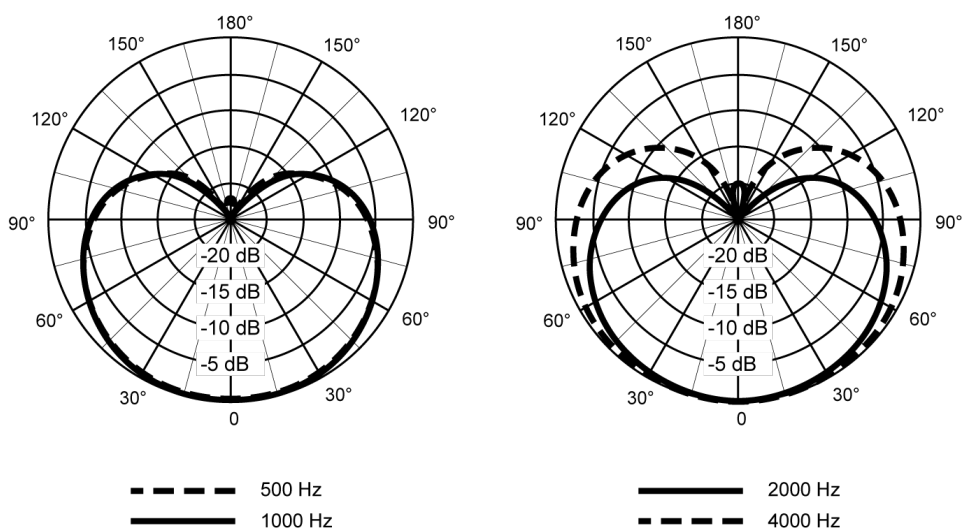 180°
150° 150°
120° 120°
90° 90°
-20 dB
-15 dB
60° 60°
-10 dB
-5 dB
30° 30°
0
500 Hz
1000 Hz
180°
150° 150°
120° 120°
90° 90°
-20 dB
-15 dB
60° 60°
-10 dB
-5 dB
30° 30°
0
2000 Hz
4000 Hz